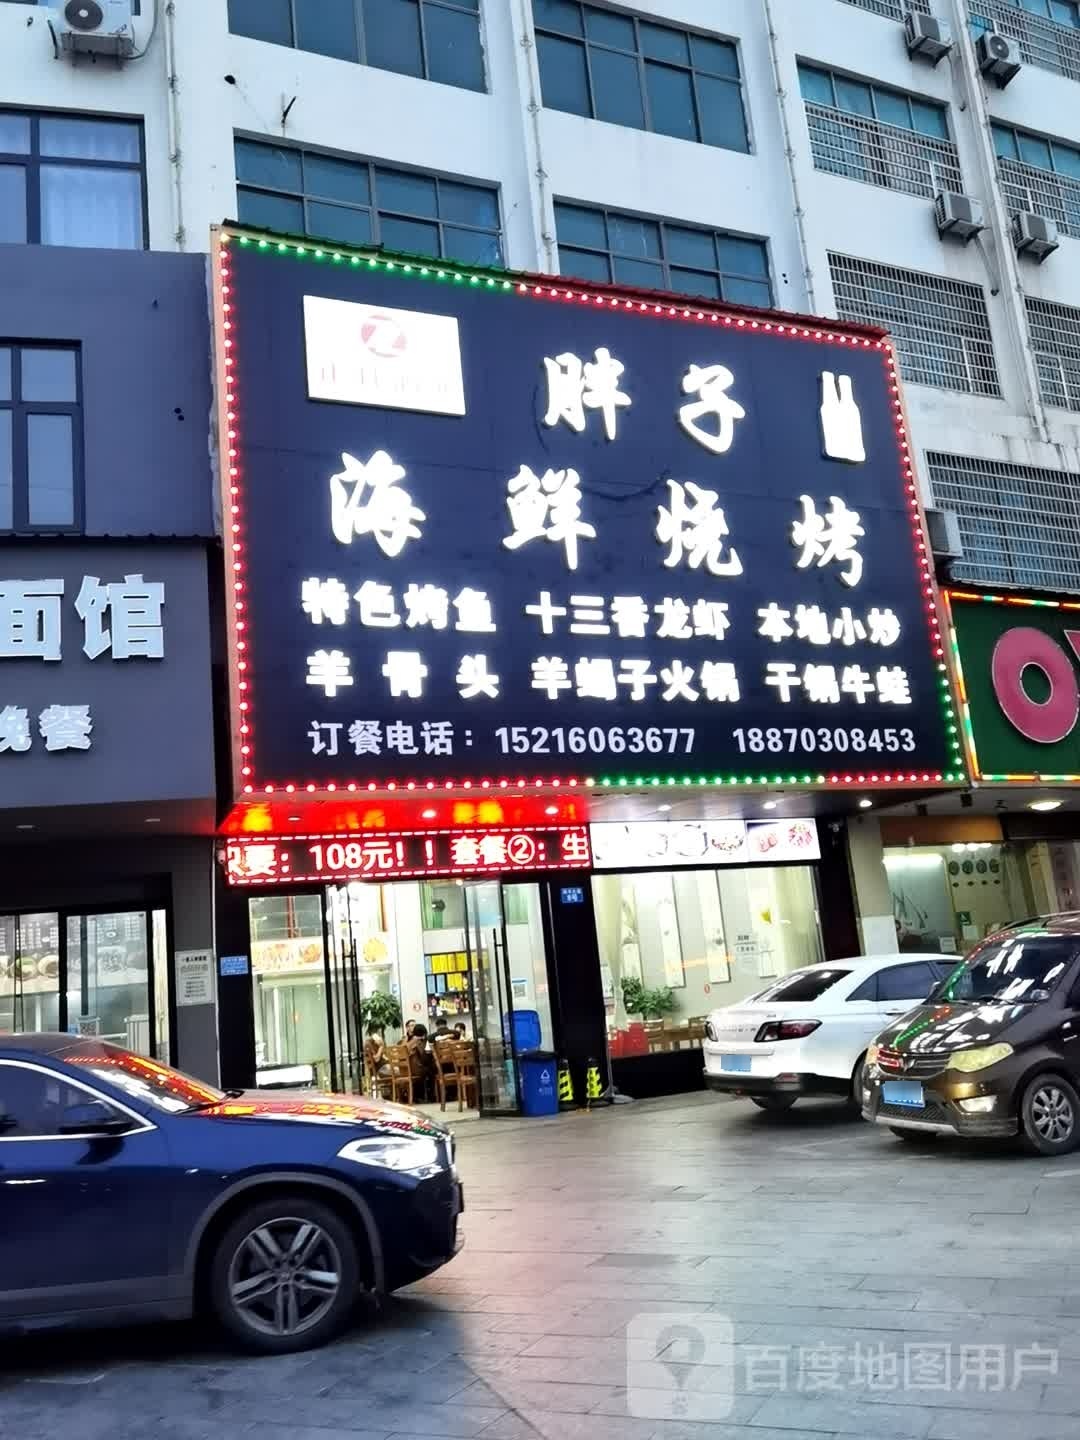 胖子
海鲜烧烤
特色烤鱼 十三香龙虾 本地小炒
羊骨头 羊蝎子火锅 干锅牛蛙
订餐电话：15216063677 18870308453
面馆
晚餐
只要：108元！！套餐②：生
百度地图用户